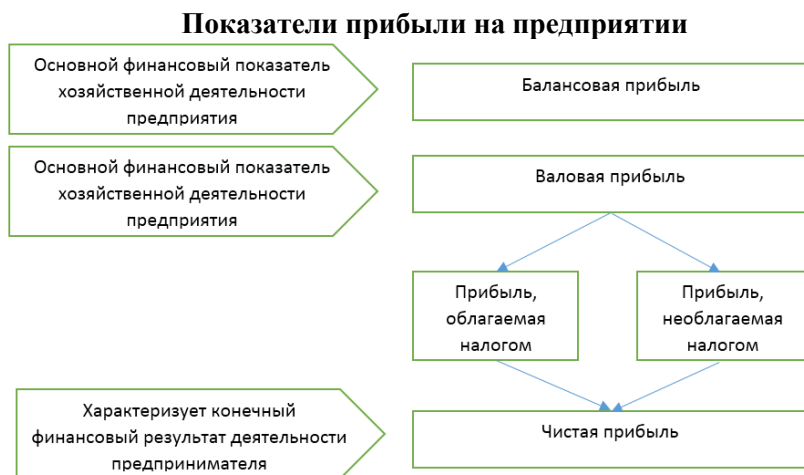 Показатели прибыли на предприятии
Основной финансовый показатель
хозяйственной деятельности
предприятия
Балансовая прибыль
Основной финансовый показатель
хозяйственной деятельности
предприятия
Валовая прибыль
Прибыль,
облагаемая
налогом
Прибыль,
необлагаемая
налогом
Характеризует конечный
финансовый результат деятельности
предпринимателя
Чистая прибыль